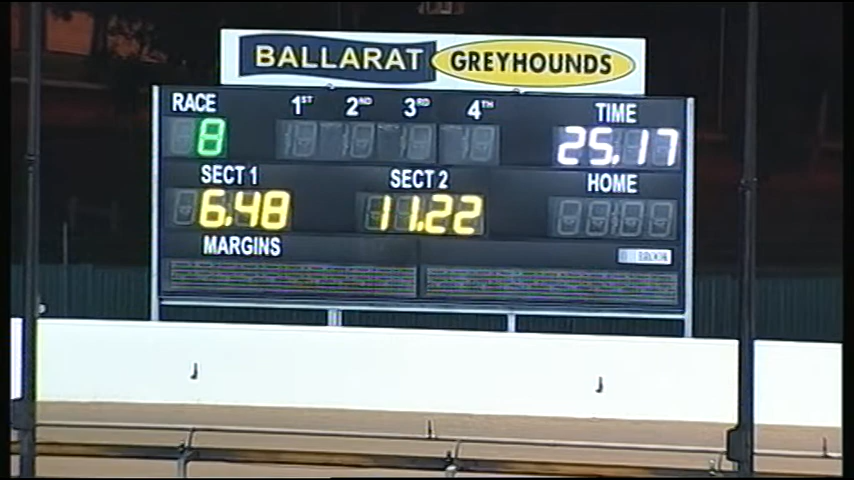 BALLARAT GREYHOUNDS
RACE 1ST 2ND 3RD 4TH TIME
8 25.17
SECT 1 SECT 2 HOME
6.48 11.22
MARGINS